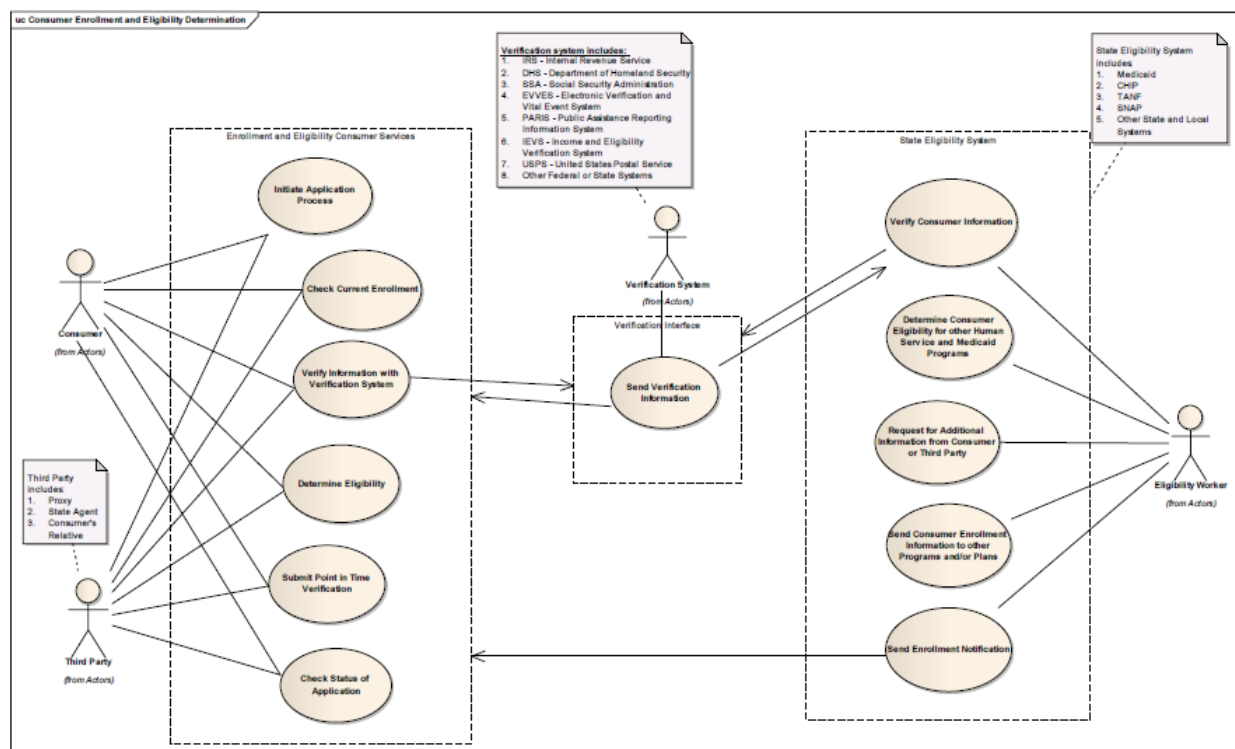 uc Consumer Enrollment and Eligibility Determination
Verification system includes:
1. IRS - Internal Revenue Service
2. DHS - Department of Homeland Security
3. SSA - Social Security Administration
4. EVVES - Electronic Verification and
Vital Event System
5. PARIS - Public Assistance Reporting
Information System
6. IEVS - Income and Eligibility
Verification System
7. USPS - United States Postal Service
8. Other Federal or State Systems
State Eligibility System
includes:
1. Medicaid
2. CHIP
3. TANF
4. SNAP
5. Other State and Local
Systems
Enrollment and Eligibility Consumer Services
Initiate Application
Process
Check Current Enrollment
Verify Information with
Verification System
Determine Eligibility
Submit Point in Time
Verification
Check Status of
Application
Consumer
(from Actors)
Third Party
includes:
1. Proxy
2. State Agent
3. Consumer's
Relative
Third Party
(from Actors)
Verification System
(from Actors)
Verification Interface
Send Verification
Information
State Eligibility System
Verify Consumer Information
Determine Consumer
Eligibility for other Human
Service and Medicaid
Programs
Request for Additional
Information from Consumer
or Third Party
Send Consumer Enrollment
Information to other
Programs and/or Plans
Send Enrollment Notification
Eligibility Worker
(from Actors)